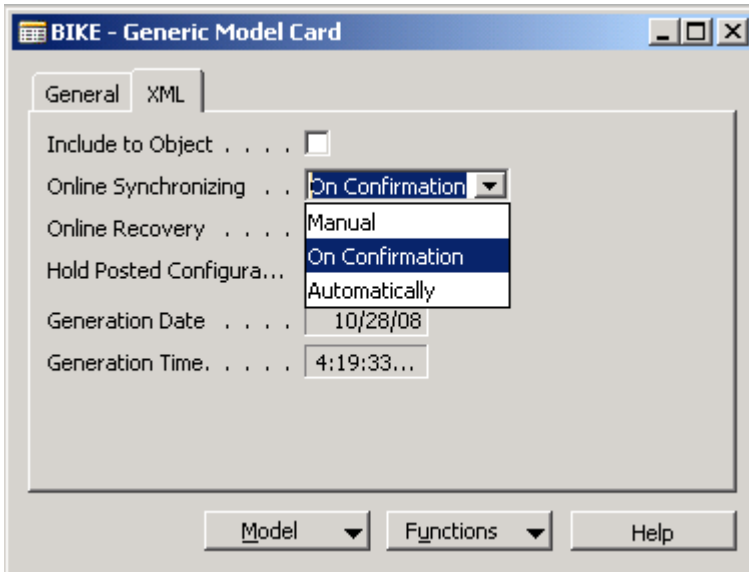 BIKE - Generic Model Card
General XML
Include to Object . . . .
Online Synchronizing . . On Confirmation
Online Recovery . . . . Manual
On Confirmation
Hold Posted Configura...
Automatically
Generation Date . . . . 10/28/08
Generation Time. . . . . 4:19:33...
Model Functions Help